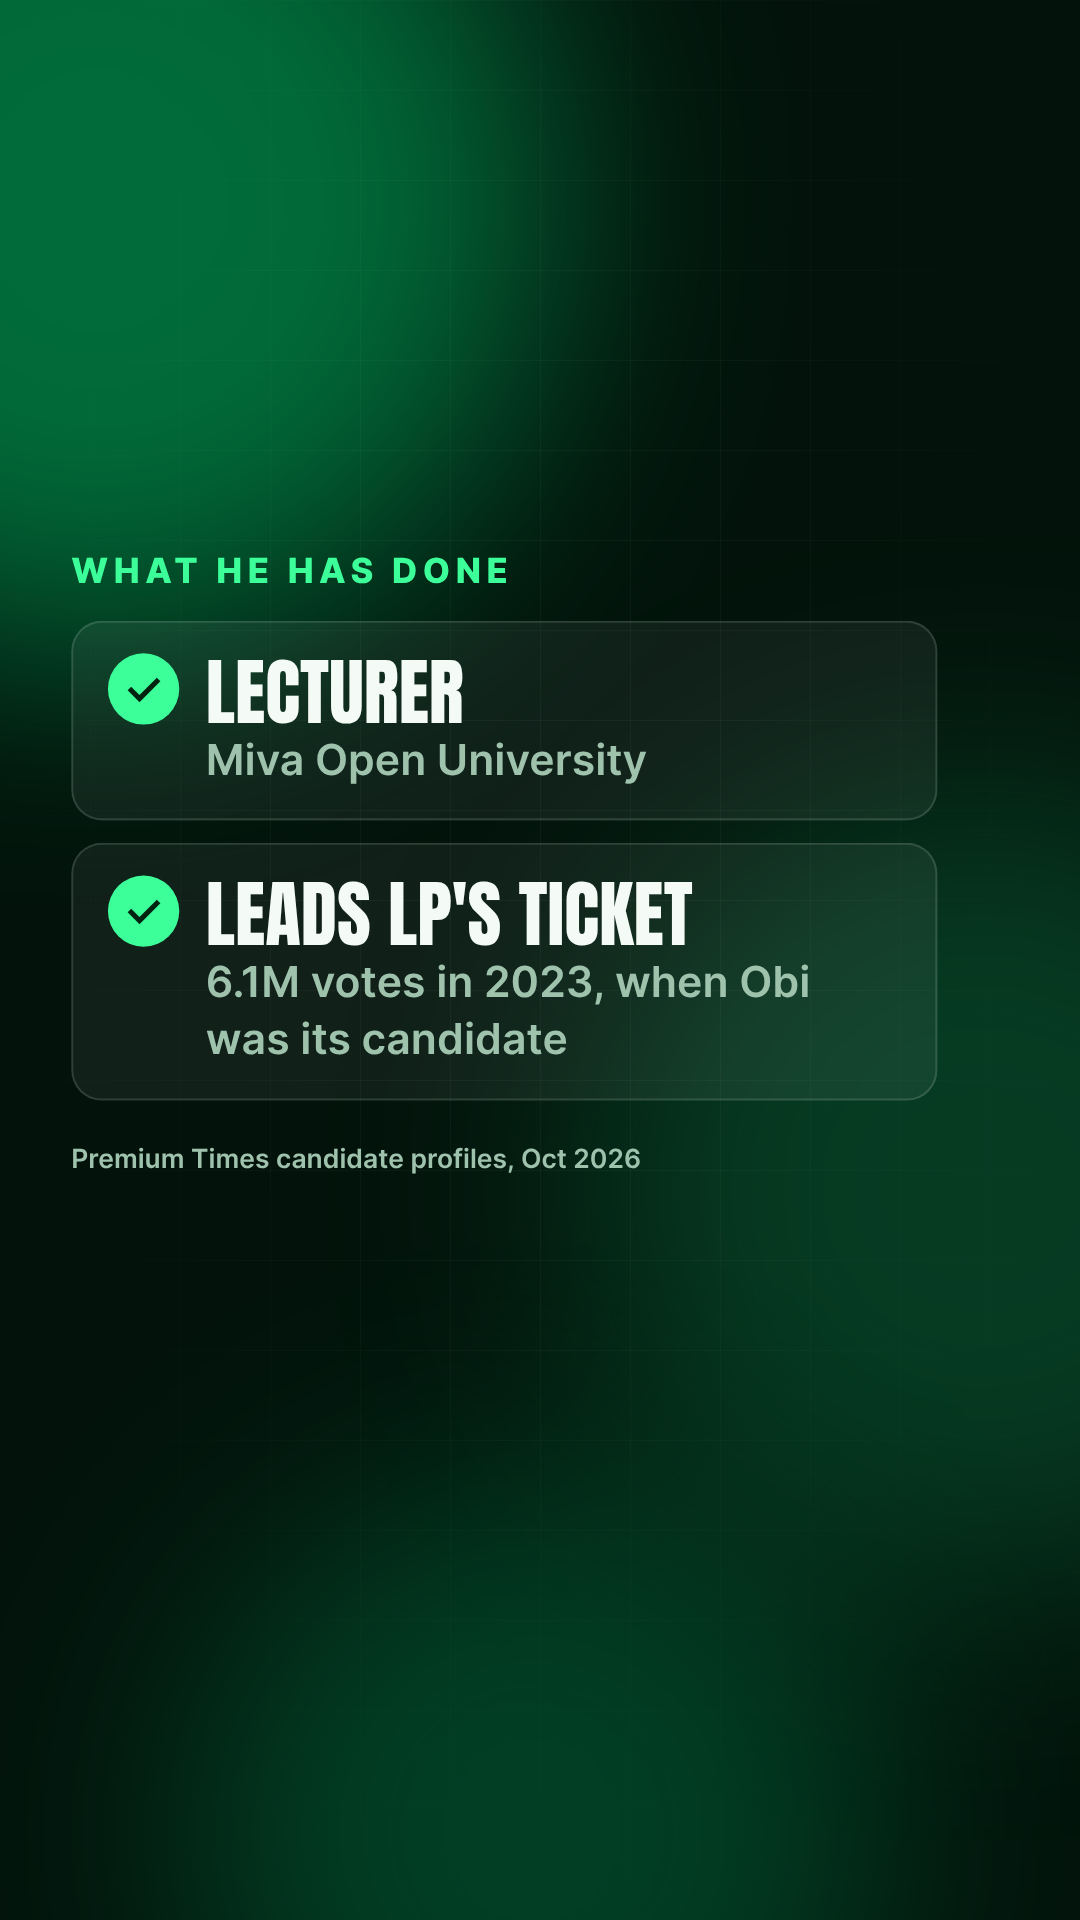 WHAT HE HAS DONE
LECTURER
Miva Open University
LEADS LP'S TICKET
6.1M votes in 2023, when Obi
was its candidate
Premium Times candidate profiles, Oct 2026